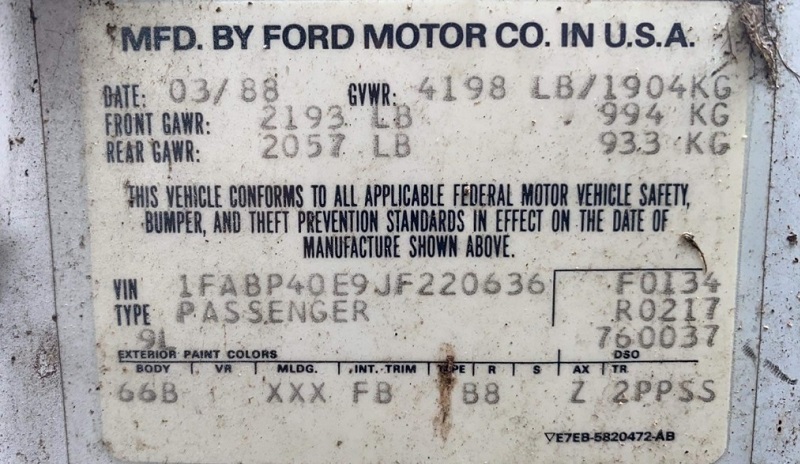 MFD. BY FORD MOTOR CO. IN U.S.A.
DATE: 03/88 GVWR: 4198 LB/1904KG
FRONT GAWR: 2193 LB 994 KG
REAR GAWR: 2057 LB 933 KG
THIS VEHICLE CONFORMS TO ALL APPLICABLE FEDERAL MOTOR VEHICLE SAFETY,
BUMPER, AND THEFT PREVENTION STANDARDS IN EFFECT ON THE DATE OF
MANUFACTURE SHOWN ABOVE.
VIN 1FABP40E9JF220636 F0134
TYPE PASSENGER R0217
9L 760037
EXTERIOR PAINT COLORS DSO
BODY VR MLDG. INT. TRIM R S AX TR
66B XXX FB B8 Z 2PPSS
▽E7EB-5820472-AB